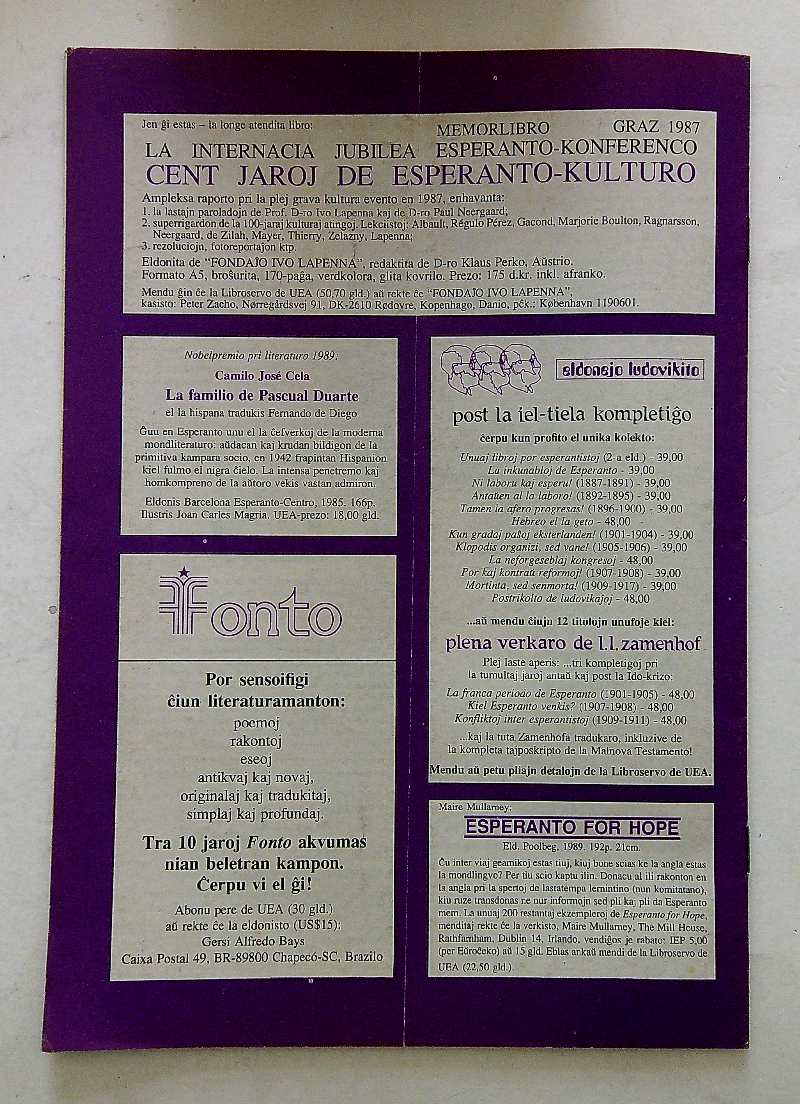 Jen ĝi estas – la longe atendita libro:
MEMORLIBRO GRAZ 1987
LA INTERNACIA JUBILEA ESPERANTO-KONFERENCO
CENT JAROJ DE ESPERANTO-KULTURO
Ampleksa raporto pri la plej grava kultura evento en 1987, enhavanta:
1. la lastajn paroladojn de Prof. D-ro Ivo Lapenna kaj de D-ro Paul Neergaard;
2. superrigardon de la 100-jaraj kulturaj atingoj. Lekciistoj: Albault, Régulo Pérez, Gacond, Marjorie Boulton, Ragnarsson,
Neergaard, de Zilah, Mayer, Thierry, Zelazny, Lapenna;
3. rezoluciojn, fotoreportaĵon ktp.
Eldonita de “FONDAĴO IVO LAPENNA”, redaktita de D-ro Klaus Perko, Aŭstrio.
Formato A5, broŝurita, 170-paĝa, verdkolora, glita kovrilo. Prezo: 175 d.kr. inkl. afranko.
Mendu ĝin ĉe la Libroservo de UEA (50,70 gld.) aŭ rekte ĉe “FONDAĴO IVO LAPENNA”,
kasisto: Peter Zacho, Nørregårdsvej 91, DK-2610 Rødovre, Kopenhago, Danio, pĉk.: København 1190601.
Nobelpremio pri literaturo 1989:
Camilo José Cela
La familio de Pascual Duarte
el la hispana tradukis Fernando de Diego
Ĝuu en Esperanto unu el la ĉefverkoj de la moderna
mondliteraturo: aŭdacan kaj krudan bildigon de la
primitiva kampara socio, en 1942 frapintan Hispanion
kiel fulmo el nigra ĉielo. La intensa penetremo kaj
homkompreno de la aŭtoro vekis vastan admiron.
Eldonis Barcelona Esperanto-Centro, 1985. 166p.
Ilustris Joan Carles Magria. UEA-prezo: 18,00 gld.
Fonto
Por sensoifigi
ĉiun literaturamanton:
poemoj
rakontoj
eseoj
antikvaj kaj novaj,
originalaj kaj tradukitaj,
simplaj kaj profundaj.
Tra 10 jaroj Fonto akvumas
nian beletran kampon.
Ĉerpu vi el ĝi!
Abonu pere de UEA (30 gld.)
aŭ rekte ĉe la eldonisto (US$15):
Gersi Alfredo Bays
Caixa Postal 49, BR-89800 Chapecó-SC, Brazilo
eldonejo ludovikito
post la iel-tiela kompletiĝo
ĉerpu kun profito el unika kolekto:
Unuaj libroj por esperantistoj (2-a eld.) - 39,00
La inkunabloj de Esperanto - 39,00
Ni laboru kaj esperu! (1887-1891) - 39,00
Antaŭen al la laboro! (1892-1895) - 39,00
Tamen la afero progresas! (1896-1900) - 39,00
Hebreo el la geto - 48,00
Kun gradaj paŝoj eksterlanden! (1901-1904) - 39,00
Klopodis organizi, sed vane! (1905-1906) - 39,00
La neforgeseblaj kongresoj - 48,00
Por kaj kontraŭ reformoj! (1907-1908) - 39,00
Mortinta, sed senmorta! (1909-1917) - 39,00
Postrikolto de ludovikaĵoj - 48,00
...aŭ mendu ĉiujn 12 titolojn unufoje kiel:
plena verkaro de l.l.zamenhof
Plej laste aperis: ...tri kompletigoj pri
la tumultaj jaroj antaŭ kaj post la Ido-krizo:
La franca periodo de Esperanto (1901-1905) - 48,00
Kiel Esperanto venkis? (1907-1908) - 48,00
Konfliktoj inter esperantistoj (1909-1911) - 48,00
...kaj la tuta Zamenhofa tradukaro, inkluzive de
la kompleta tajposkripto de la Malnova Testamento!
Mendu aŭ petu pliajn detalojn de la Libroservo de UEA.
Maire Mullarney:
ESPERANTO FOR HOPE
Eld. Poolbeg, 1989. 192p. 21cm.
Ĉu inter viaj geamikoj estas tiuj, kiuj bone scias ke la angla estas
la mondlingvo? Per tiu scio kaptu ilin. Donacu al ili rakonton en
la angla pri la spertoj de lastatempa lernintino (nun komitatano),
kiu ruze transdonas ne nur informojn sed pli kaj pli da Esperanto
mem. La unuaj 200 restantaj ekzempleroj de Esperanto for Hope,
menditaj rekte ĉe la verkisto, Maire Mullarney, The Mill House,
Rathfarnham, Dublin 14, Irlando, vendiĝos je rabato: IEP 5,00
(per Eŭroĉeko) aŭ 15 gld. Eblas ankaŭ mendi de la Libroservo de
UEA (22,50 gld.).